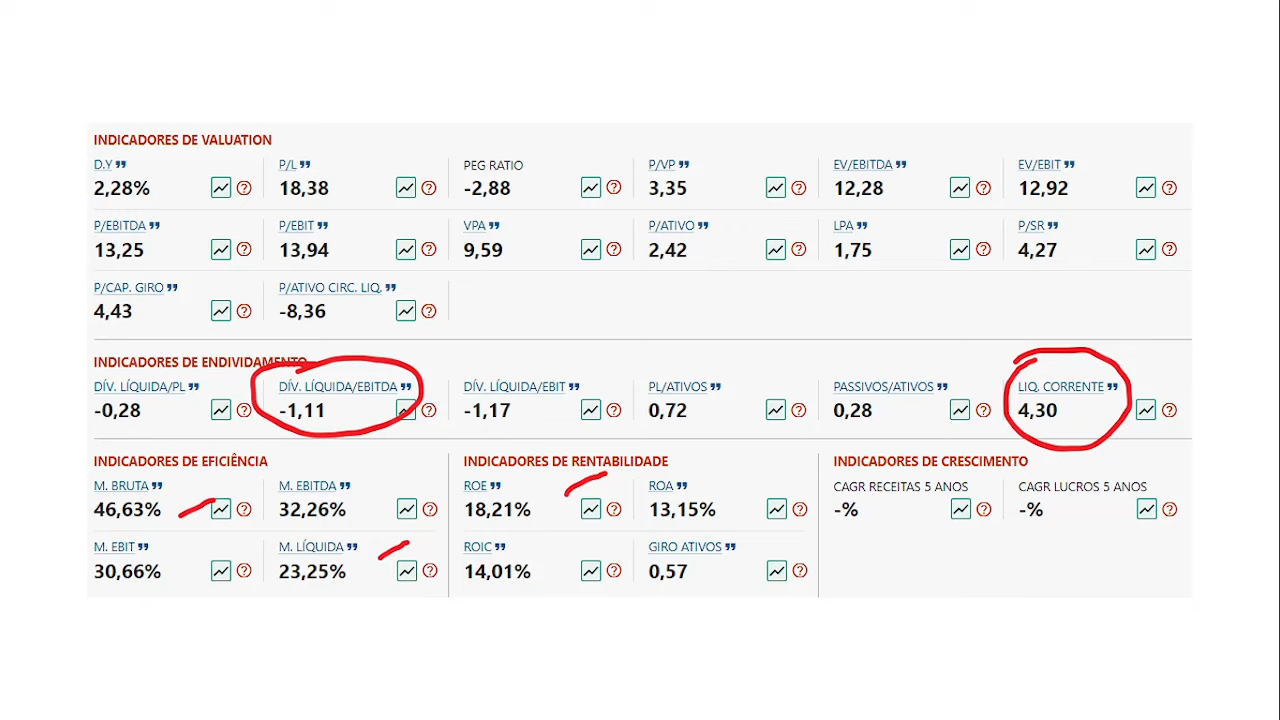 INDICADORES DE VALUATION
D.Y P/L PEG RATIO P/VP EV/EBITDA EV/EBIT
2,28% 18,38 -2,88 3,35 12,28 12,92
P/EBITDA P/EBIT VPA P/ATIVO LPA P/SR
13,25 13,94 9,59 2,42 1,75 4,27
P/CAP. GIRO P/ATIVO CIRC. LIQ.
4,43 -8,36
INDICADORES DE ENDIVIDAMENTO
DÍV. LÍQUIDA/PL DÍV. LÍQUIDA/EBITDA DÍV. LÍQUIDA/EBIT PL/ATIVOS PASSIVOS/ATIVOS LIQ. CORRENTE
-0,28 -1,11 -1,17 0,72 0,28 4,30
INDICADORES DE EFICIÊNCIA INDICADORES DE RENTABILIDADE INDICADORES DE CRESCIMENTO
M. BRUTA M. EBITDA ROE ROA CAGR RECEITAS 5 ANOS CAGR LUCROS 5 ANOS
46,63% 32,26% 18,21% 13,15% -% -%
M. EBIT M. LÍQUIDA ROIC GIRO ATIVOS
30,66% 23,25% 14,01% 0,57